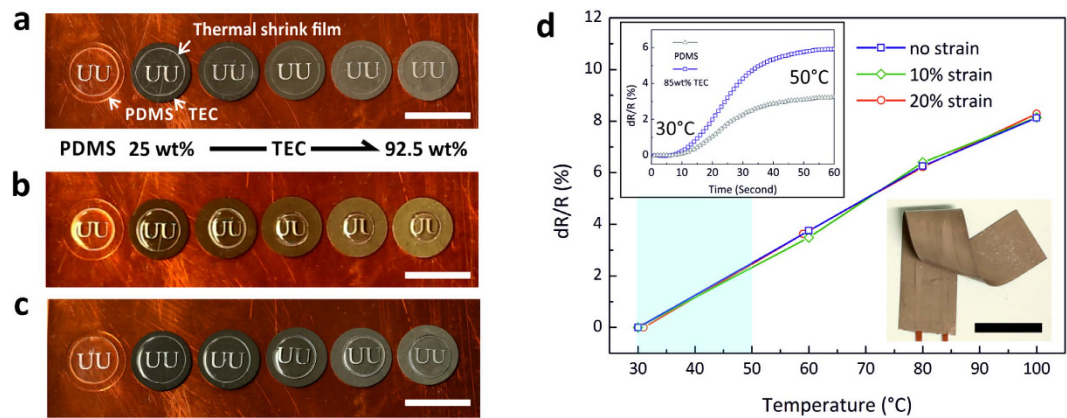 a
Thermal shrink film
UU UU UU UU UU UU
PDMS TEC
PDMS 25 wt% TEC 92.5 wt%
b
UU UU UU UU UU UU
c
UU UU UU UU UU UU
d
12
10
8
6
4
2
0
dR/R (%)
30 40 50 60 70 80 90 100
Temperature (°C)
no strain
10% strain
20% strain
6
4
2
0
dR/R (%)
PDMS
85wt% TEC
50°C
30°C
0 10 20 30 40 50 60
Time (Second)